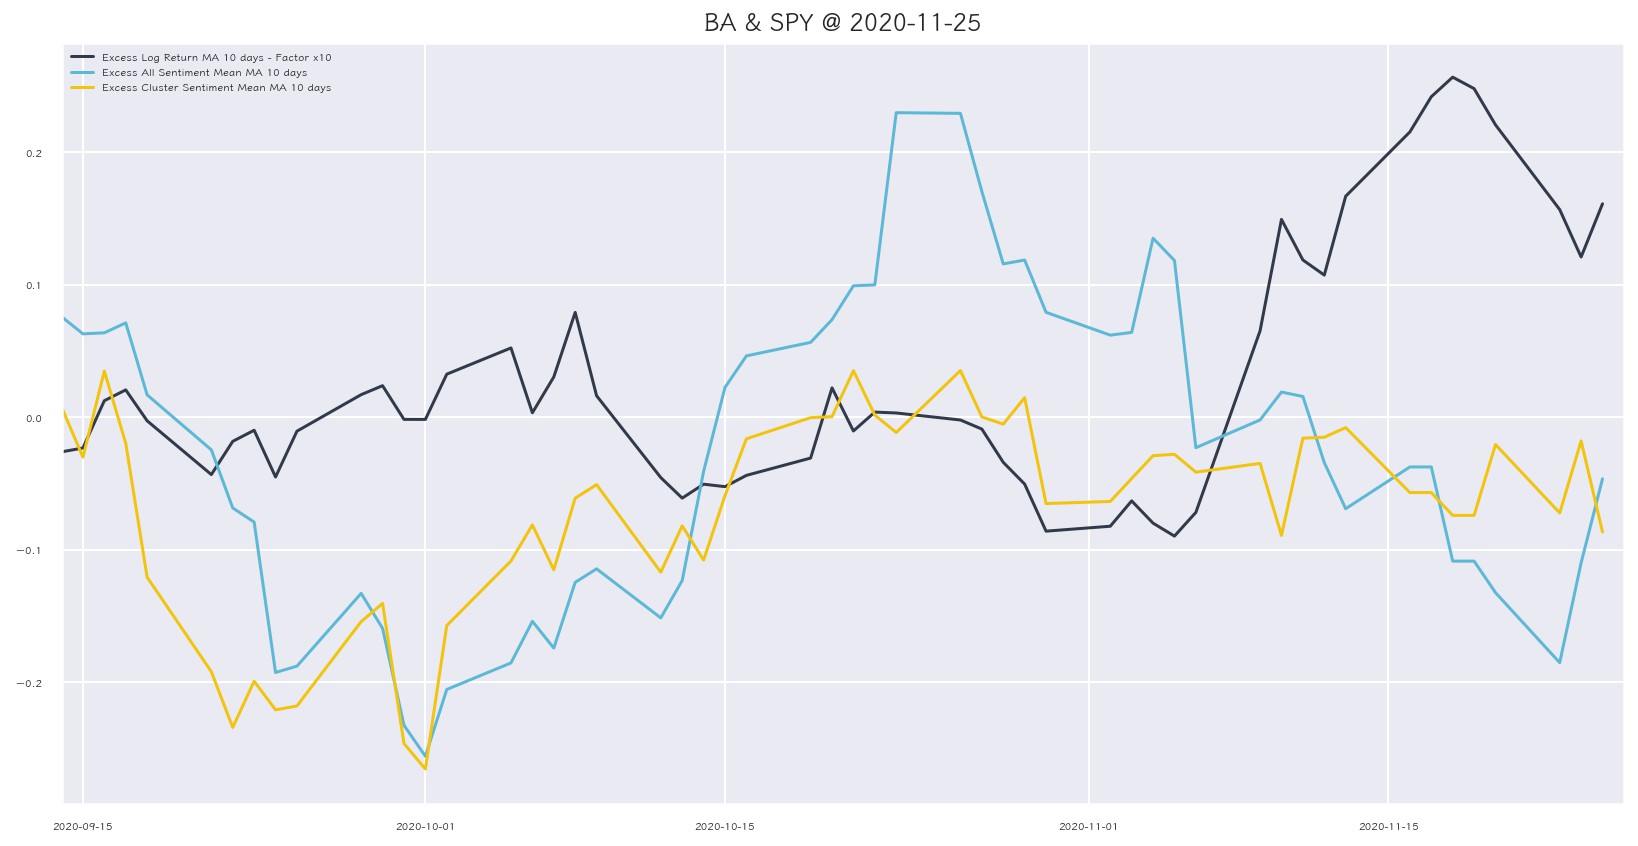 BA & SPY @ 2020-11-25
Excess Log Return MA 10 days - Factor x10
Excess All Sentiment Mean MA 10 days
Excess Cluster Sentiment Mean MA 10 days
0.2
0.1
0.0
−0.1
−0.2
2020-09-15
2020-10-01
2020-10-15
2020-11-01
2020-11-15